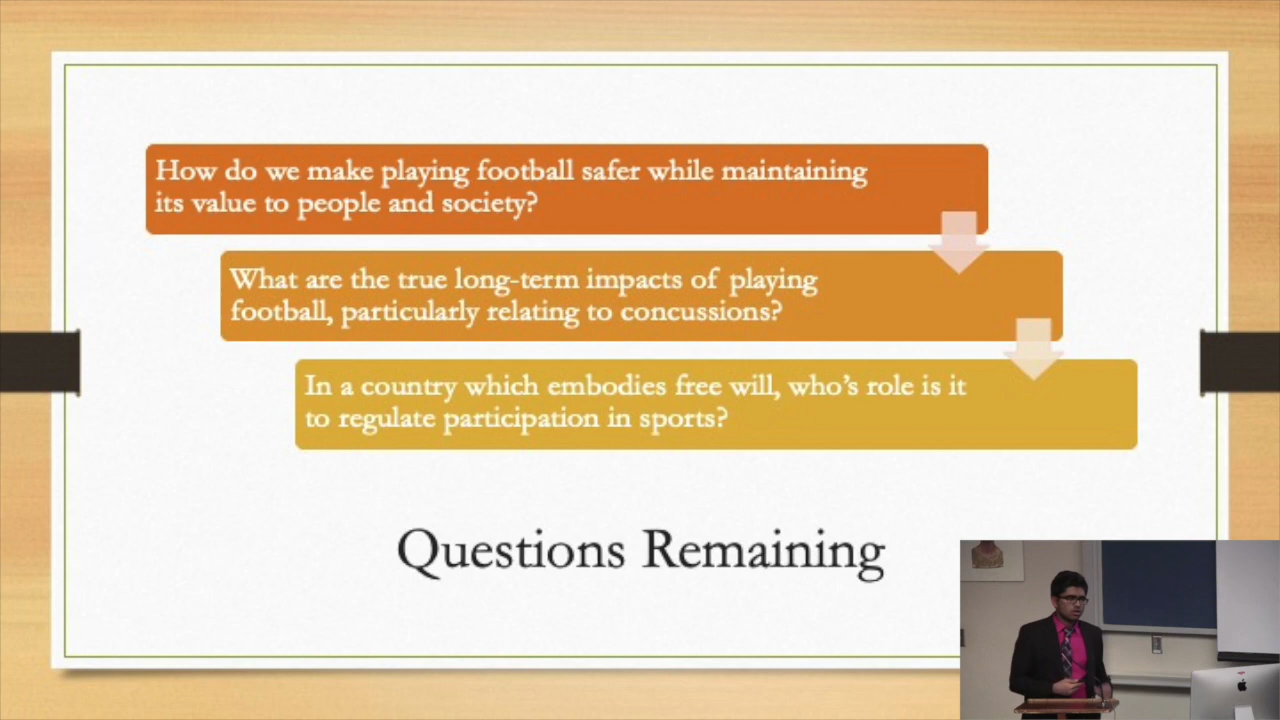 How do we make playing football safer while maintaining
its value to people and society?
What are the true long-term impacts of playing
football, particularly relating to concussions?
In a country which embodies free will, who’s role is it
to regulate participation in sports?
Questions Remaining